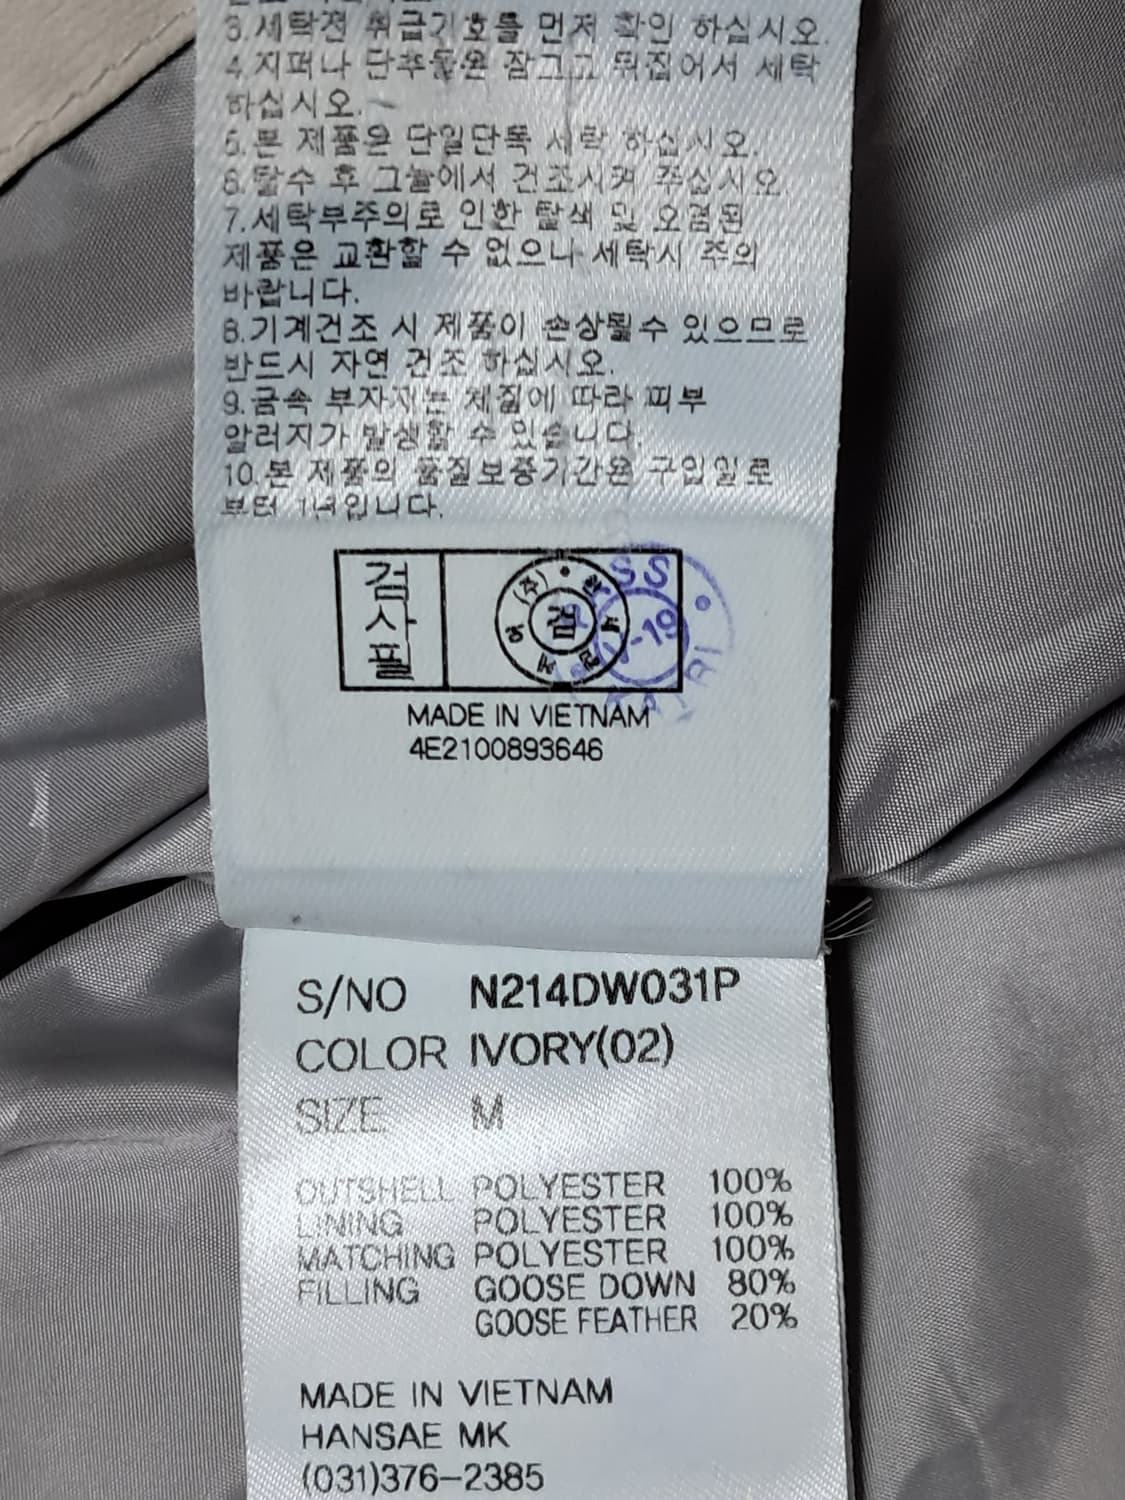 3.세탁전 취급기호를 먼저 확인 하십시오.
4.지퍼나 단추등은 잠그고 뒤집어서 세탁
하십시오.
5.본 제품은 단일단독 세탁 하십시오.
6.탈수 후 그늘에서 건조시켜 주십시오
7.세탁부주의로 인한 탈색 및 오염된
제품은 교환할 수 없으니 세탁시 주의
바랍니다.
8.기계건조 시 제품이 손상될수 있으므로
반드시 자연 건조 하십시오.
9.금속 부자재는 체질에 따라 피부
알러지가 발생할 수 있습니다.
10.본 제품의 품질보증기간은 구입일로
부터 1년입니다.
검사필
(주)
검
SS
MADE IN VIETNAM
4E2100893646
S/NO N214DW031P
COLOR IVORY(02)
SIZE M
OUTSHELL POLYESTER 100%
LINING POLYESTER 100%
MATCHING POLYESTER 100%
FILLING GOOSE DOWN 80%
GOOSE FEATHER 20%
MADE IN VIETNAM
HANSAE MK
(031)376-2385